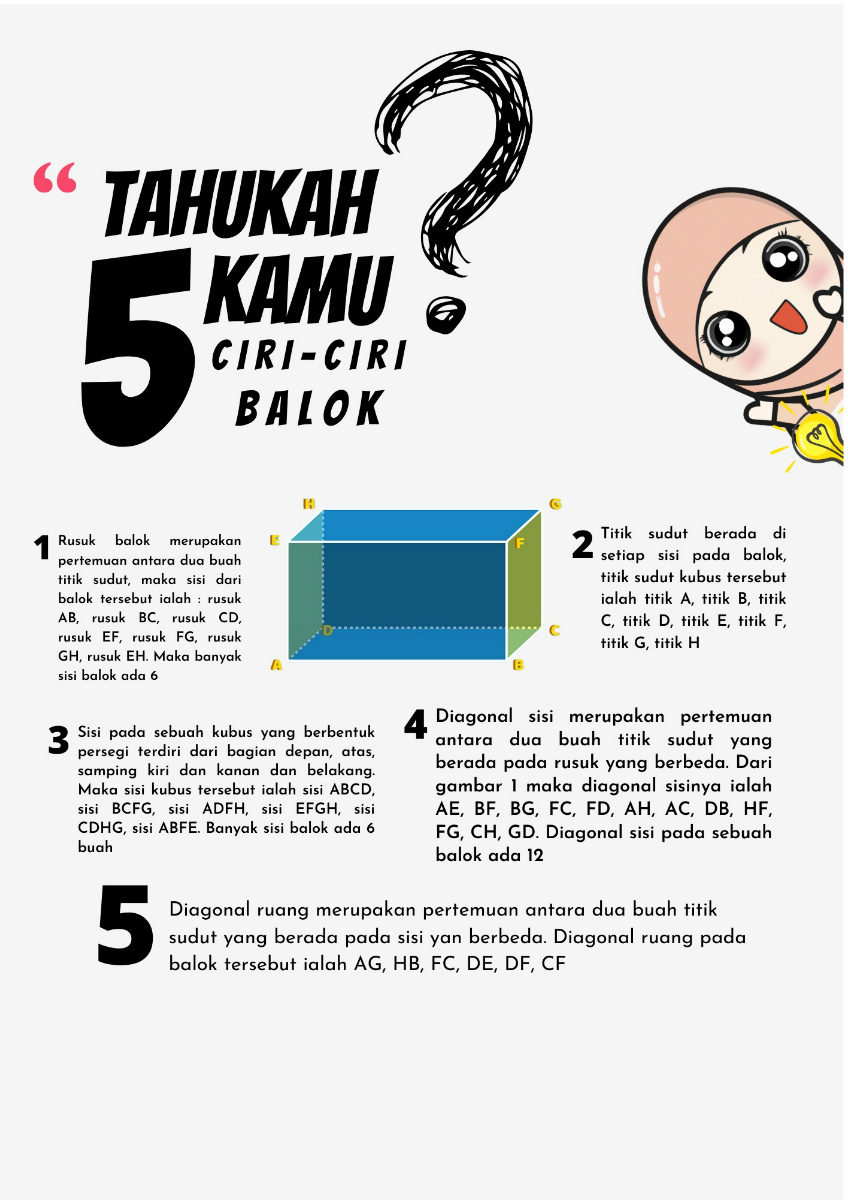 “ TAHUKAH
5 KAMU ?
CIRI-CIRI
BALOK
H
G
E
F
D
C
A
B
1 Rusuk balok merupakan
pertemuan antara dua buah
titik sudut, maka sisi dari
balok tersebut ialah : rusuk
AB, rusuk BC, rusuk CD,
rusuk EF, rusuk FG, rusuk
GH, rusuk EH. Maka banyak
sisi balok ada 6
2 Titik sudut berada di
setiap sisi pada balok,
titik sudut kubus tersebut
ialah titik A, titik B, titik
C, titik D, titik E, titik F,
titik G, titik H
3 Sisi pada sebuah kubus yang berbentuk
persegi terdiri dari bagian depan, atas,
samping kiri dan kanan dan belakang.
Maka sisi kubus tersebut ialah sisi ABCD,
sisi BCFG, sisi ADFH, sisi EFGH, sisi
CDHG, sisi ABFE. Banyak sisi balok ada 6
buah
4 Diagonal sisi merupakan pertemuan
antara dua buah titik sudut yang
berada pada rusuk yang berbeda. Dari
gambar 1 maka diagonal sisinya ialah
AE, BF, BG, FC, FD, AH, AC, DB, HF,
FG, CH, GD. Diagonal sisi pada sebuah
balok ada 12
5 Diagonal ruang merupakan pertemuan antara dua buah titik
sudut yang berada pada sisi yan berbeda. Diagonal ruang pada
balok tersebut ialah AG, HB, FC, DE, DF, CF